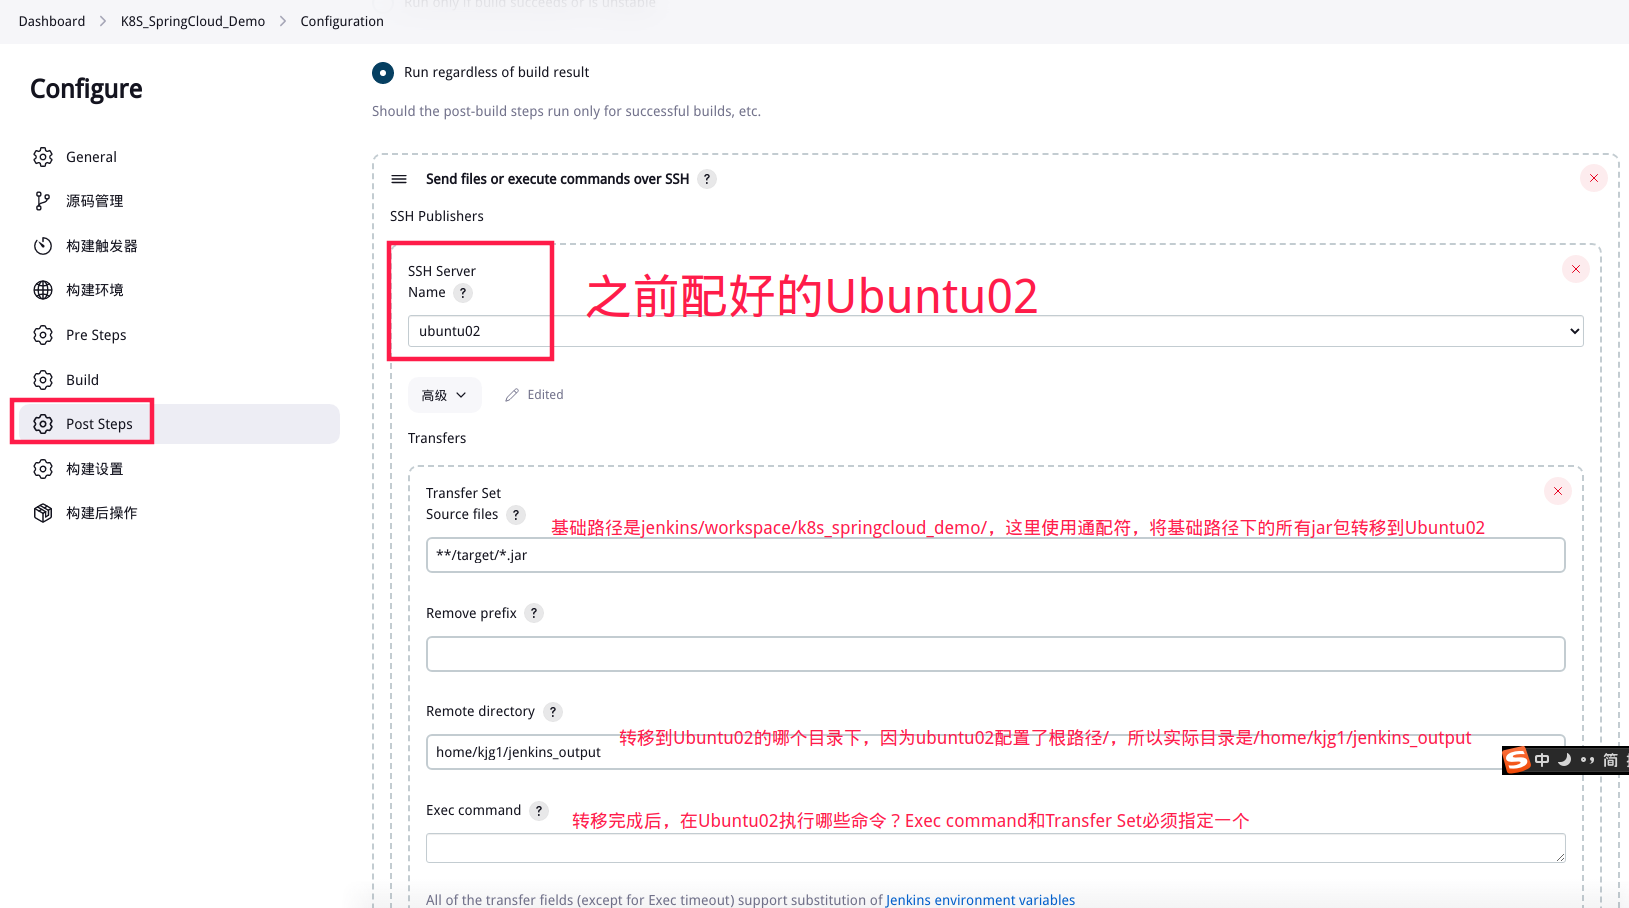 Run only if build succeeds or is unstable
Dashboard > K8S_SpringCloud_Demo > Configuration
Configure
General
源码管理
构建触发器
构建环境
Pre Steps
Build
Post Steps
构建设置
构建后操作
Run regardless of build result
Should the post-build steps run only for successful builds, etc.
Send files or execute commands over SSH ?
SSH Publishers
SSH Server
Name ?
之前配好的Ubuntu02
ubuntu02
高级
Edited
Transfers
Transfer Set
Source files ?
基础路径是jenkins/workspace/k8s_springcloud_demo/，这里使用通配符，将基础路径下的所有jar包转移到Ubuntu02
**/target/*.jar
Remove prefix ?
Remote directory ?
转移到Ubuntu02的哪个目录下，因为ubuntu02配置了根路径/，所以实际目录是/home/kjg1/jenkins_output
home/kjg1/jenkins_output
中 简
Exec command ?
转移完成后，在Ubuntu02执行哪些命令？Exec command和Transfer Set必须指定一个
All of the transfer fields (except for Exec timeout) support substitution of Jenkins environment variables